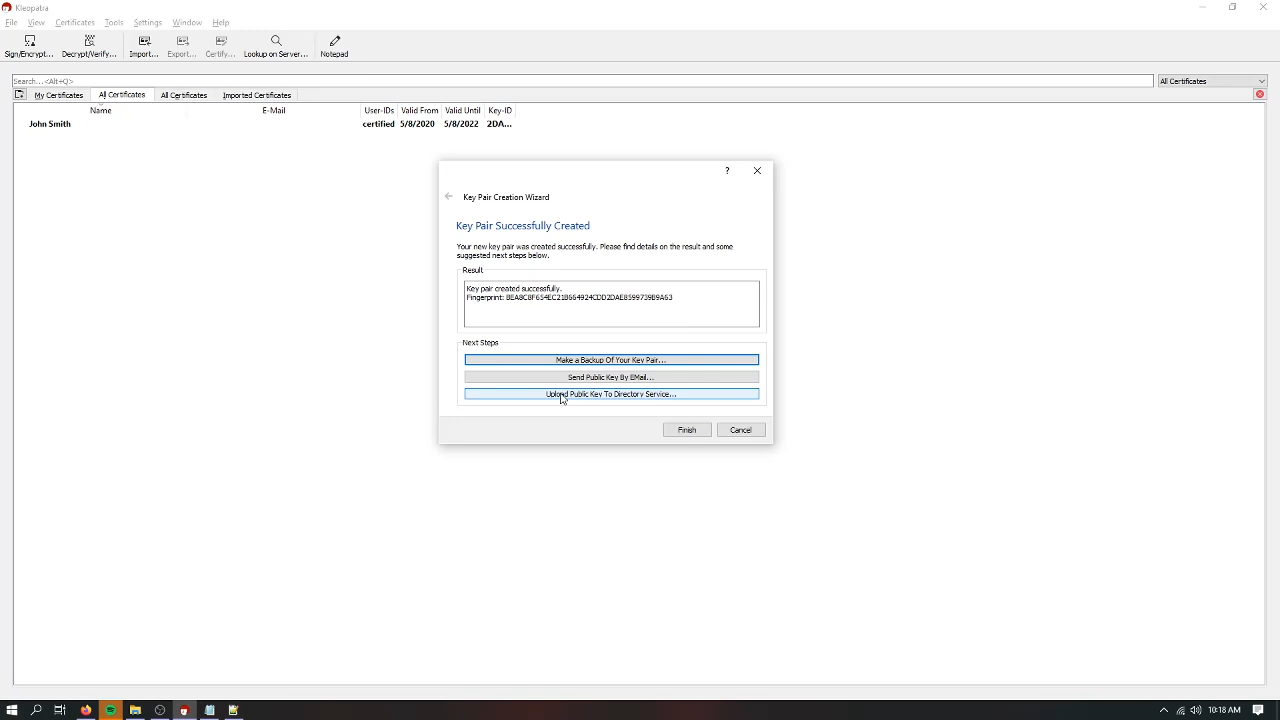 Kleopatra
File View Certificates Tools Settings Window Help
Sign/Encrypt... Decrypt/Verify... Import... Export... Certify... Lookup on Server... Notepad
Search...<Alt+Q> All Certificates
My Certificates All Certificates All Certificates Imported Certificates
Name E-Mail User-IDs Valid From Valid Until Key-ID
John Smith certified 5/8/2020 5/8/2022 2DA...
?
Key Pair Creation Wizard
Key Pair Successfully Created
Your new key pair was created successfully. Please find details on the result and some
suggested next steps below.
Result
Key pair created successfully.
Fingerprint: BEA8C8F654EC21B664924CDD2DAE8599739B9A63
Next Steps
Make a Backup Of Your Key Pair...
Send Public Key By EMail...
Upload Public Key To Directory Service...
Finish Cancel
10:18 AM